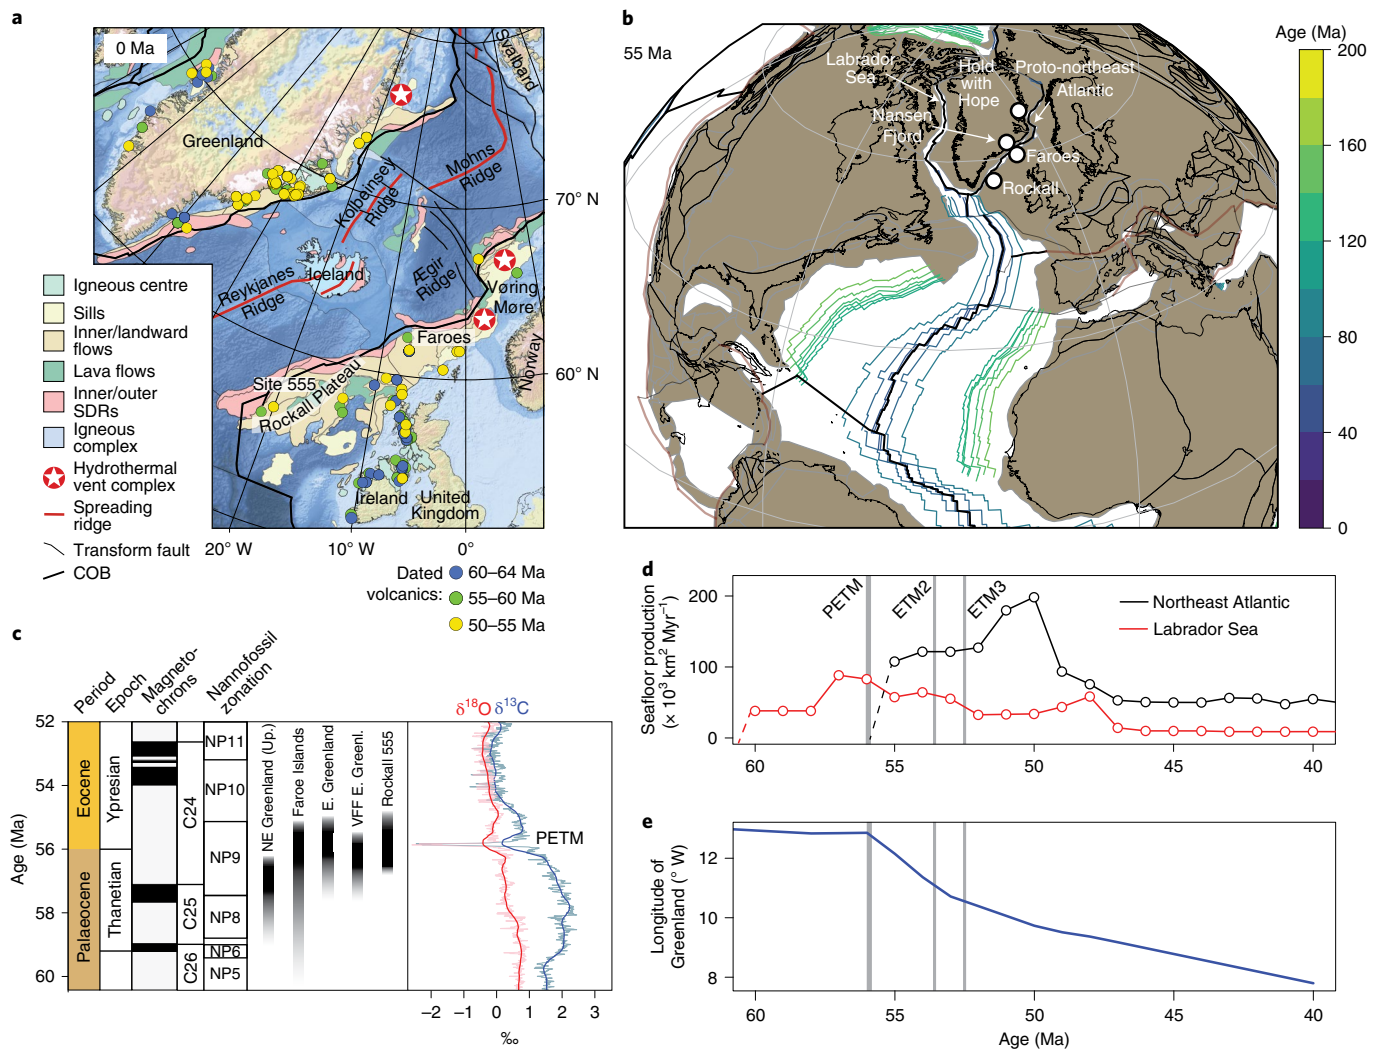 a
0 Ma
Svalbard
Greenland
Mohns
Ridge
Kolbeinsey
Ridge
70° N
Reykjanes
Ridge
Iceland
Ægir
Ridge
Vøring
Møre
Faroes
Norway
60° N
Site 555
Rockall Plateau
Ireland
United
Kingdom
20° W
10° W
0°
Igneous centre
Sills
Inner/landward
flows
Lava flows
Inner/outer
SDRs
Igneous
complex
Hydrothermal
vent complex
Spreading
ridge
Transform fault
COB
Dated
volcanics:
60–64 Ma
55–60 Ma
50–55 Ma
b
55 Ma
Labrador
Sea
Hold
with
Hope
Proto-northeast
Atlantic
Nansen
Fjord
Faroes
Rockall
Age (Ma)
200
160
120
80
40
0
c
Period
Epoch
Magneto-
chrons
Nannofossil
zonation
Age (Ma)
52
54
56
58
60
Eocene
Palaeocene
Ypresian
Thanetian
C24
C25
C26
NP11
NP10
NP9
NP8
NP6
NP5
NE Greenland (Up.)
Faroe Islands
E. Greenland
VFF E. Greenl.
Rockall 555
δ18O δ13C
PETM
–2 –1 0 1 2 3
‰
d
Seafloor production
(× 10³ km² Myr⁻¹)
200
100
0
PETM
ETM2
ETM3
Northeast Atlantic
Labrador Sea
60 55 50 45 40
e
Longitude of
Greenland (° W)
12
10
8
60 55 50 45 40
Age (Ma)